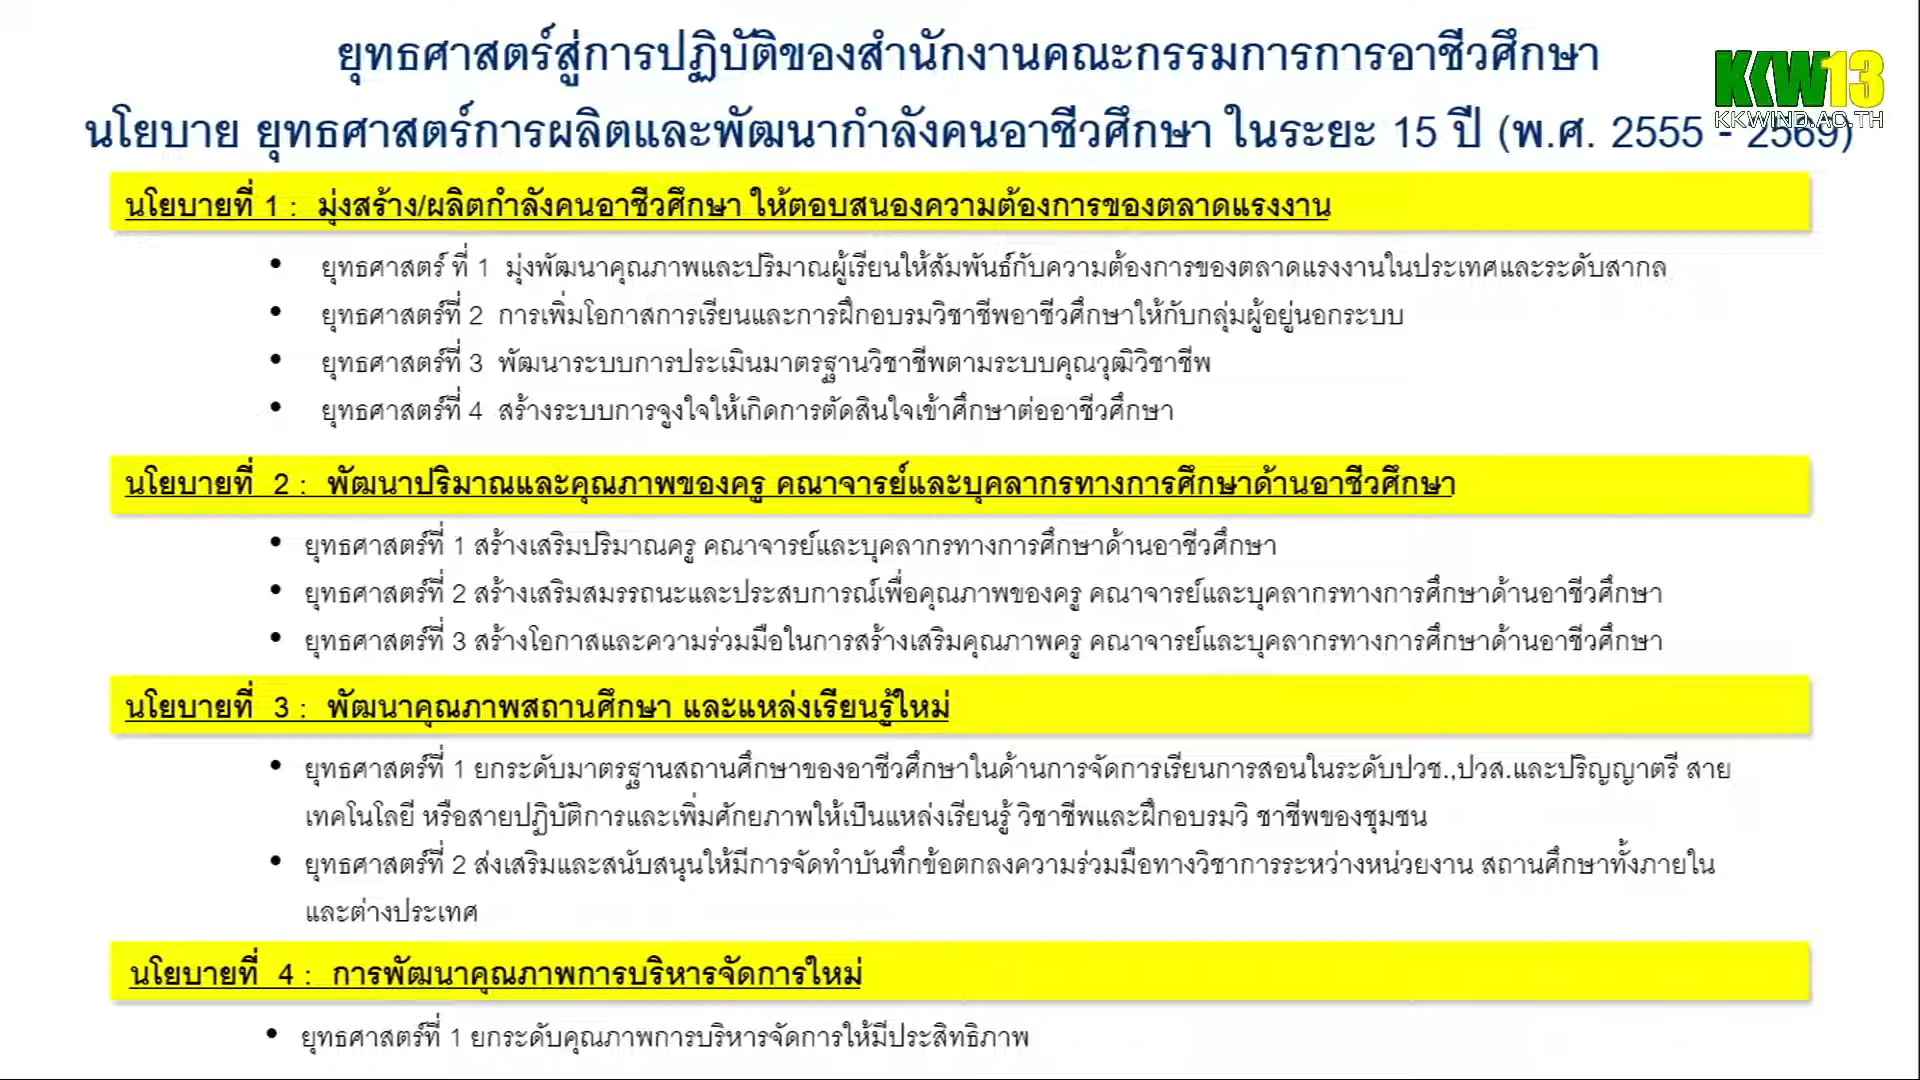 ยุทธศาสตร์สู่การปฏิบัติของสำนักงานคณะกรรมการการอาชีวศึกษา
นโยบาย ยุทธศาสตร์การผลิตและพัฒนากำลังคนอาชีวศึกษา ในระยะ 15 ปี (พ.ศ. 2555 - 2569)
KKW13
KKWIND.AC.TH
นโยบายที่ 1 : มุ่งสร้าง/ผลิตกำลังคนอาชีวศึกษา ให้ตอบสนองความต้องการของตลาดแรงงาน
• ยุทธศาสตร์ ที่ 1 มุ่งพัฒนาคุณภาพและปริมาณผู้เรียนให้สัมพันธ์กับความต้องการของตลาดแรงงานในประเทศและระดับสากล
• ยุทธศาสตร์ที่ 2 การเพิ่มโอกาสการเรียนและการฝึกอบรมวิชาชีพอาชีวศึกษาให้กับกลุ่มผู้อยู่นอกระบบ
• ยุทธศาสตร์ที่ 3 พัฒนาระบบการประเมินมาตรฐานวิชาชีพตามระบบคุณวุฒิวิชาชีพ
• ยุทธศาสตร์ที่ 4 สร้างระบบการจูงใจให้เกิดการตัดสินใจเข้าศึกษาต่ออาชีวศึกษา
นโยบายที่ 2 : พัฒนาปริมาณและคุณภาพของครู คณาจารย์และบุคลากรทางการศึกษาด้านอาชีวศึกษา
• ยุทธศาสตร์ที่ 1 สร้างเสริมปริมาณครู คณาจารย์และบุคลากรทางการศึกษาด้านอาชีวศึกษา
• ยุทธศาสตร์ที่ 2 สร้างเสริมสมรรถนะและประสบการณ์เพื่อคุณภาพของครู คณาจารย์และบุคลากรทางการศึกษาด้านอาชีวศึกษา
• ยุทธศาสตร์ที่ 3 สร้างโอกาสและความร่วมมือในการสร้างเสริมคุณภาพครู คณาจารย์และบุคลากรทางการศึกษาด้านอาชีวศึกษา
นโยบายที่ 3 : พัฒนาคุณภาพสถานศึกษา และแหล่งเรียนรู้ใหม่
• ยุทธศาสตร์ที่ 1 ยกระดับมาตรฐานสถานศึกษาของอาชีวศึกษาในด้านการจัดการเรียนการสอนในระดับปวช.,ปวส.และปริญญาตรี สาย
เทคโนโลยี หรือสายปฏิบัติการและเพิ่มศักยภาพให้เป็นแหล่งเรียนรู้ วิชาชีพและฝึกอบรมวิ ชาชีพของชุมชน
• ยุทธศาสตร์ที่ 2 ส่งเสริมและสนับสนุนให้มีการจัดทำบันทึกข้อตกลงความร่วมมือทางวิชาการระหว่างหน่วยงาน สถานศึกษาทั้งภายใน
และต่างประเทศ
นโยบายที่ 4 : การพัฒนาคุณภาพการบริหารจัดการใหม่
• ยุทธศาสตร์ที่ 1 ยกระดับคุณภาพการบริหารจัดการให้มีประสิทธิภาพ